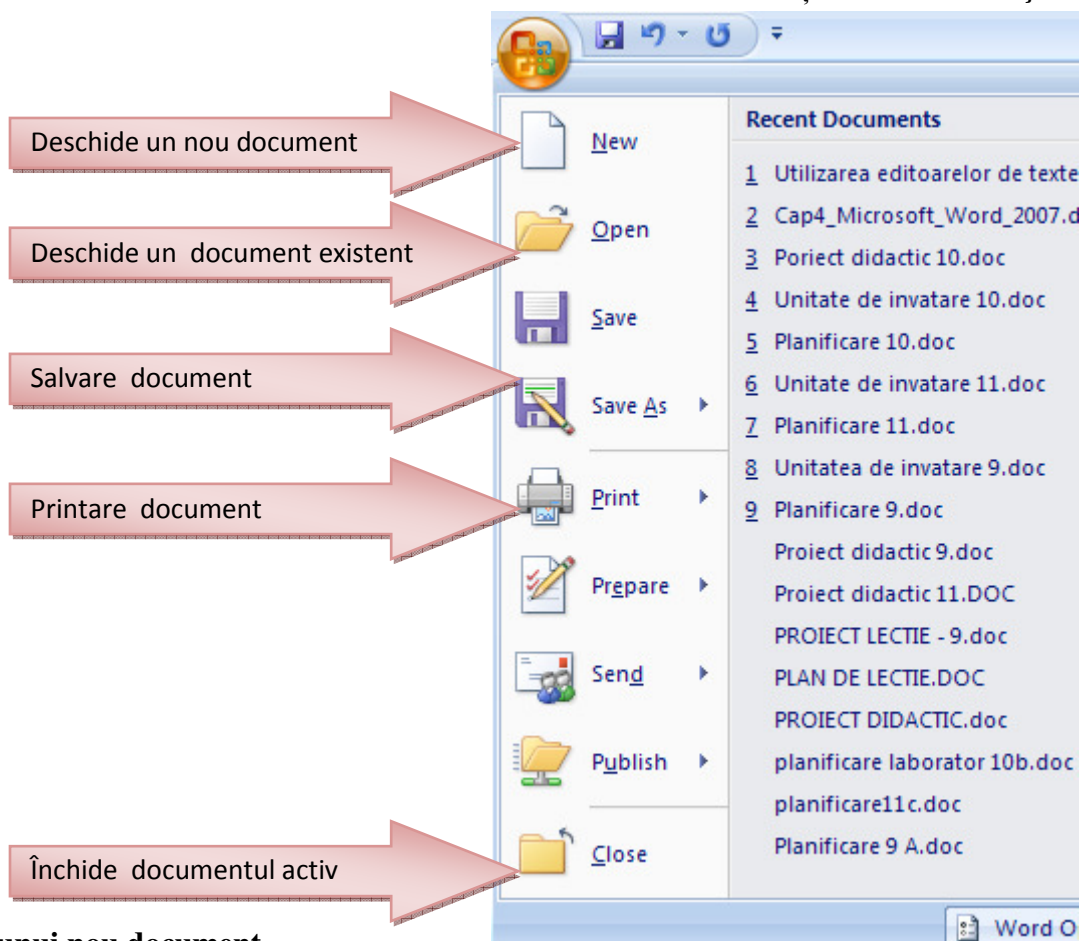 Deschide un nou document
Deschide un document existent
Salvare document
Printare document
Închide documentul activ
New
Open
Save
Save As
Print
Prepare
Send
Publish
Close
Recent Documents
1 Utilizarea editoarelor de texte
2 Cap4_Microsoft_Word_2007.d
3 Poriect didactic 10.doc
4 Unitate de invatare 10.doc
5 Planificare 10.doc
6 Unitate de invatare 11.doc
7 Planificare 11.doc
8 Unitatea de invatare 9.doc
9 Planificare 9.doc
Proiect didactic 9.doc
Proiect didactic 11.DOC
PROIECT LECTIE - 9.doc
PLAN DE LECTIE.DOC
PROIECT DIDACTIC.doc
planificare laborator 10b.doc
planificare11c.doc
Planificare 9 A.doc
Word O
unui nou document